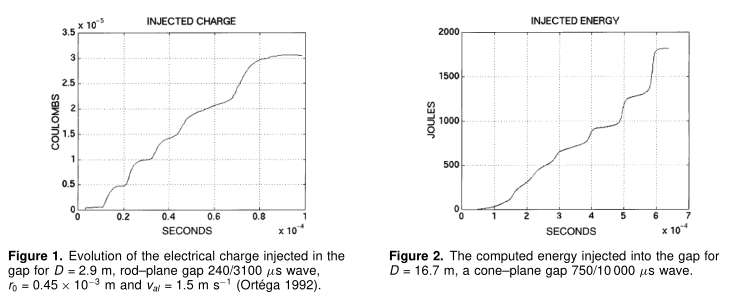 INJECTED CHARGE
x 10⁻⁵
3.5
3
2.5
2
1.5
1
0.5
0
COULOMBS
0 0.2 0.4 0.6 0.8 1
SECONDS x 10⁻⁴
Figure 1. Evolution of the electrical charge injected in the
gap for D = 2.9 m, rod–plane gap 240/3100 μs wave,
r₀ = 0.45 × 10⁻³ m and vₐₗ = 1.5 m s⁻¹ (Ortéga 1992).
INJECTED ENERGY
2000
1500
1000
500
0
JOULES
0 1 2 3 4 5 6 7
SECONDS x 10⁻⁴
Figure 2. The computed energy injected into the gap for
D = 16.7 m, a cone–plane gap 750/10 000 μs wave.